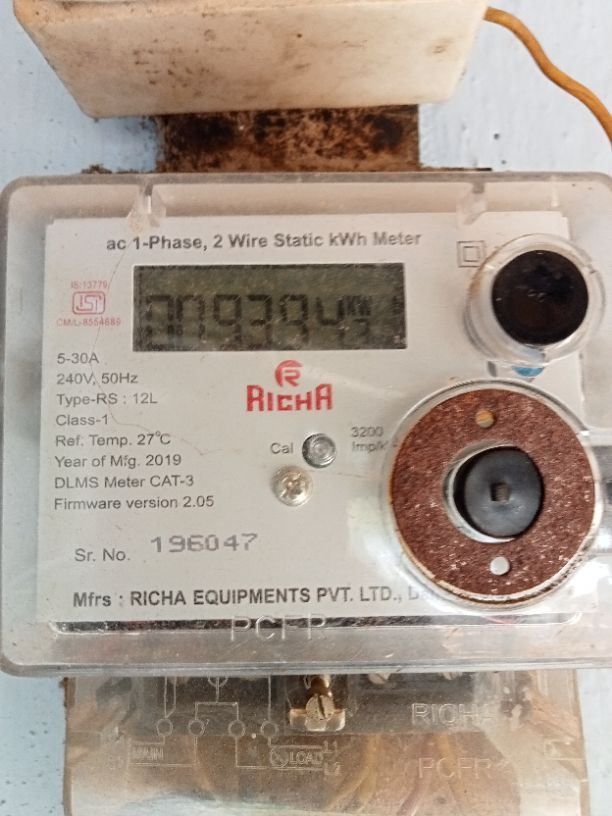 ac 1-Phase, 2 Wire Static kWh Meter
IS:13779
ISI
CM/L-8554689
5-30A
240V, 50Hz
Type-RS : 12L
Class-1
Ref. Temp. 27°C
Year of Mfg. 2019
DLMS Meter CAT-3
Firmware version 2.05
R
RICHA
Cal
3200
Sr. No. 196047
Mfrs : RICHA EQUIPMENTS PVT. LTD.,
PCFR
RICHA
MAIN
LOAD
PCFR